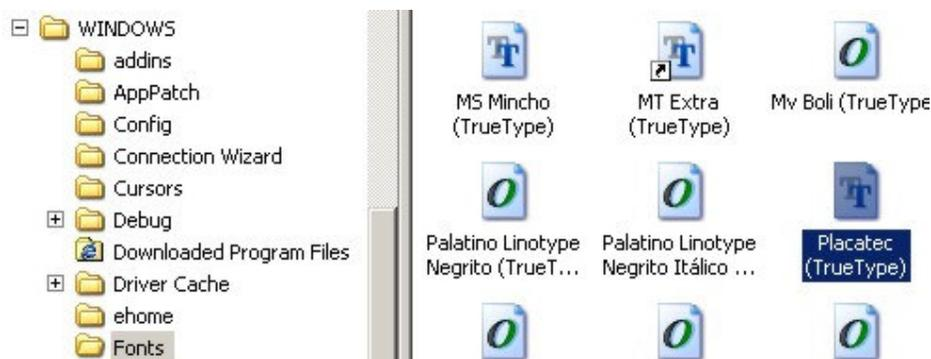 WINDOWS
addins
AppPatch
Config
Connection Wizard
Cursors
Debug
Downloaded Program Files
Driver Cache
ehome
Fonts
MS Mincho
(TrueType)
MT Extra
(TrueType)
Mv Boli (TrueType
Palatino Linotype
Negrito (TrueT...
Palatino Linotype
Negrito Itálico ...
Placatec
(TrueType)